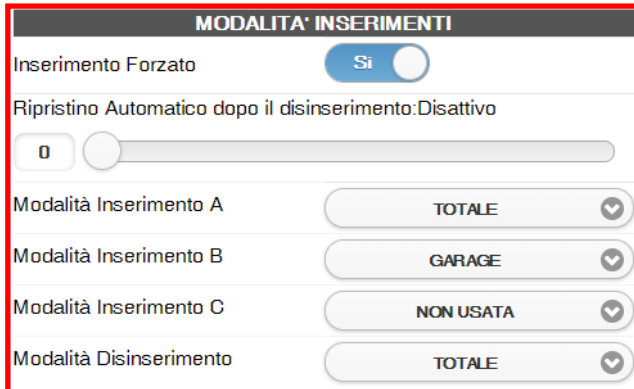 MODALITA' INSERIMENTI
Inserimento Forzato Si
Ripristino Automatico dopo il disinserimento:Disattivo
0
Modalità Inserimento A TOTALE
Modalità Inserimento B GARAGE
Modalità Inserimento C NON USATA
Modalità Disinserimento TOTALE